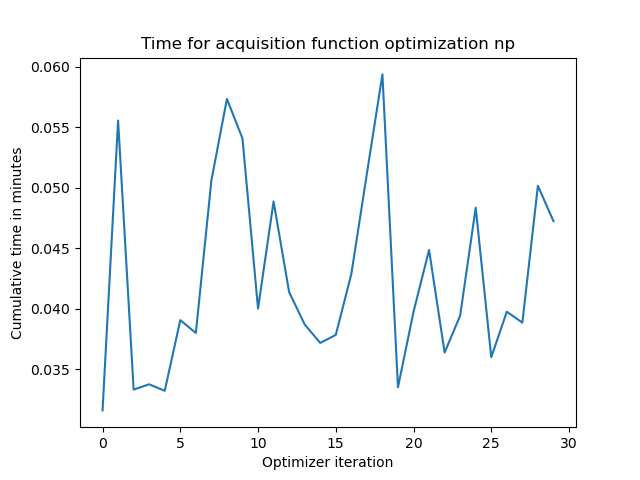 Time for acquisition function optimization np
0.060
0.055
0.050
0.045
0.040
0.035
Cumulative time in minutes
0 5 10 15 20 25 30
Optimizer iteration